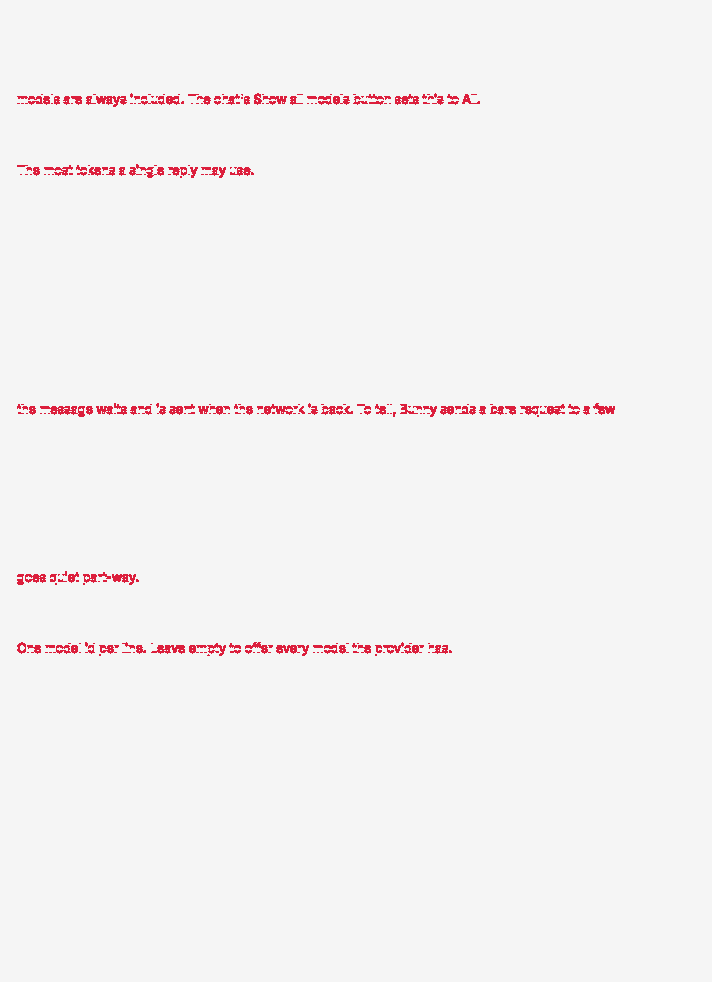 models are always included. The chat's Show all models button sets this to All.
The most tokens a single reply may use.
the message waits and is sent when the network is back. To tell, Bunny sends a bare request to a few
goes quiet part-way.
One model id per line. Leave empty to offer every model the provider has.